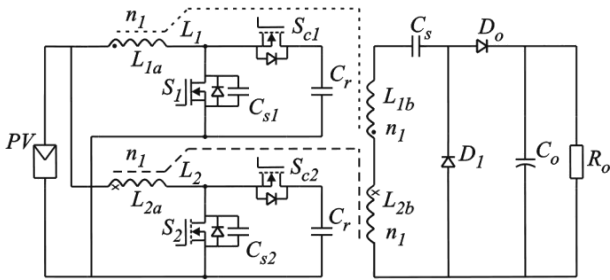 n1 L1 Sc1 Cs Do
L1a S1 Cs1 Cr L1b n1
PV D1 Co Ro
n1 L2 Sc2
L2a S2 Cs2 Cr L2b n1